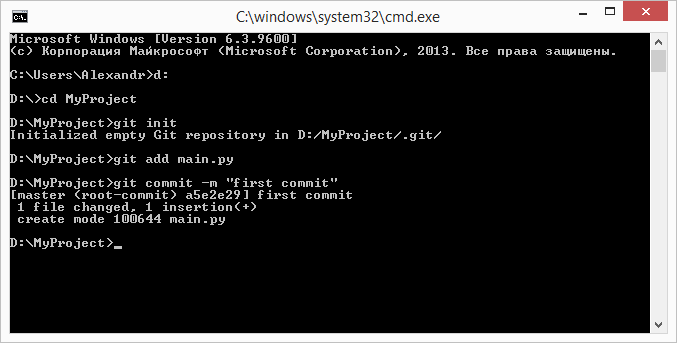 C:\windows\system32\cmd.exe
Microsoft Windows [Version 6.3.9600]
(c) Корпорация Майкрософт (Microsoft Corporation), 2013. Все права защищены.
C:\Users\Alexandr>d:
D:\>cd MyProject
D:\MyProject>git init
Initialized empty Git repository in D:/MyProject/.git/
D:\MyProject>git add main.py
D:\MyProject>git commit -m "first commit"
[master (root-commit) a5e2e29] first commit
 1 file changed, 1 insertion(+)
 create mode 100644 main.py
D:\MyProject>_